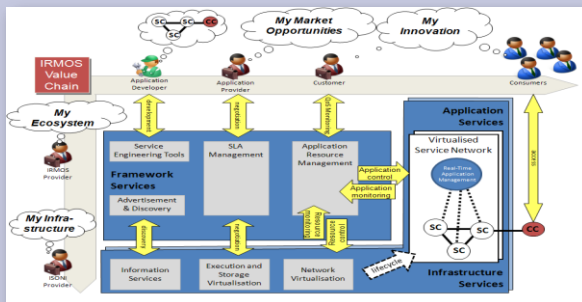 SC
SC
SC
CC
My Market
Opportunities
My
Innovation
IRMOS
Value
Chain
Application
Developer
Application
Provider
Customer
Consumers
My
Ecosystem
IRMOS
Provider
My Infra-
structure
ISONI
Provider
development
negotiation
QoS Monitoring
access
Service
Engineering Tools
SLA
Management
Application
Resource
Management
Framework
Services
Advertisement
& Discovery
Application
control
Application
monitoring
Application
Services
Virtualised
Service Network
Real-Time
Application
Management
SC
SC
SC
CC
discovery
negotiation
Resource
monitoring
Resource
control
Information
Services
Execution and
Storage
Virtualisation
Network
Virtualisation
lifecycle
Infrastructure
Services